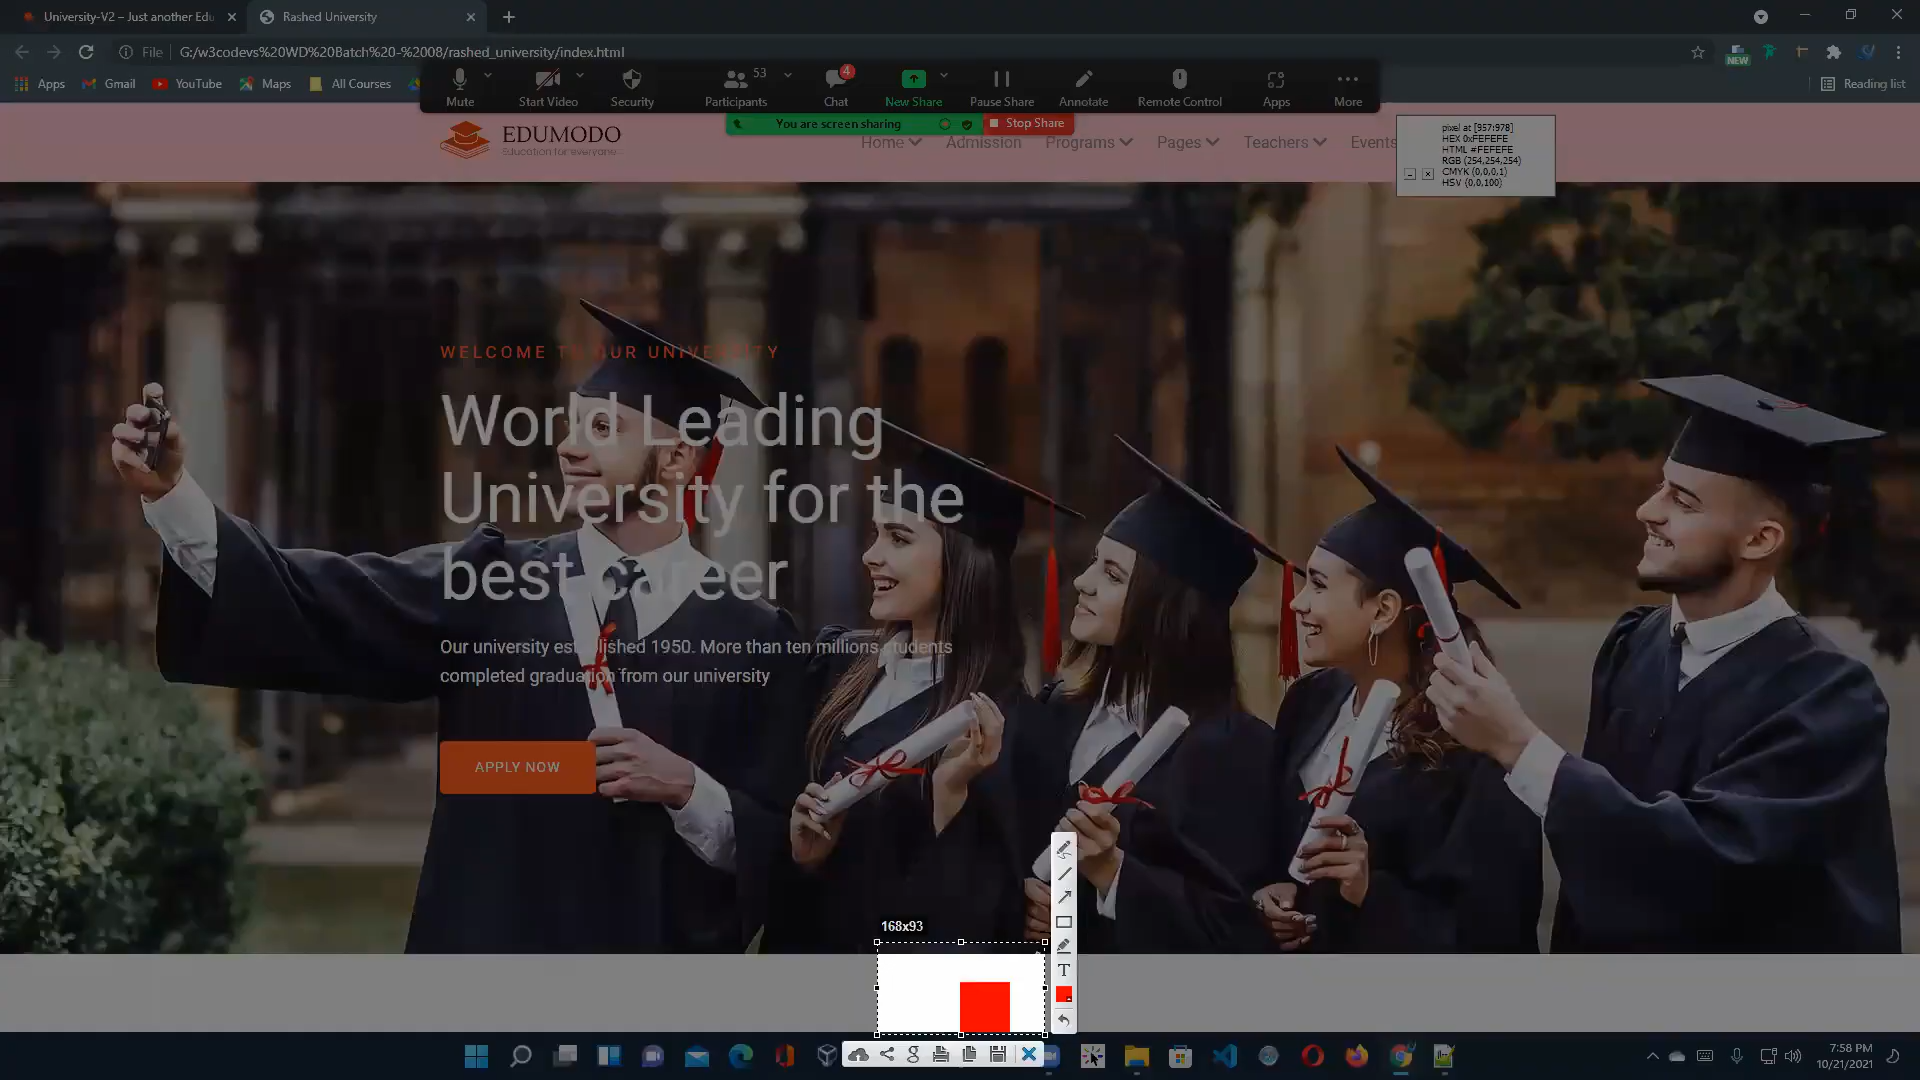 University-V2 – Just another Edu
Rashed University
File
G:/w3codevs%20WD%20Batch%20-%2008/rashed_university/index.html
NEW
Apps
Gmail
YouTube
Maps
All Courses
Reading list
Mute
Start Video
Security
Participants
53
Chat
4
New Share
Pause Share
Annotate
Remote Control
Apps
More
You are screen sharing
Stop Share
EDUMODO
Education for everyone...
Home
Admission
Programs
Pages
Teachers
Events
pixel at [957:978]
HEX 0xFEFEFE
HTML #FEFEFE
RGB (254,254,254)
CMYK (0,0,0,1)
HSV (0,0,100)
WELCOME TO OUR UNIVERSITY
World Leading
University for the
best career
Our university established 1950. More than ten millions students
completed graduation from our university
APPLY NOW
168x93
T
g
7:58 PM
10/21/2021